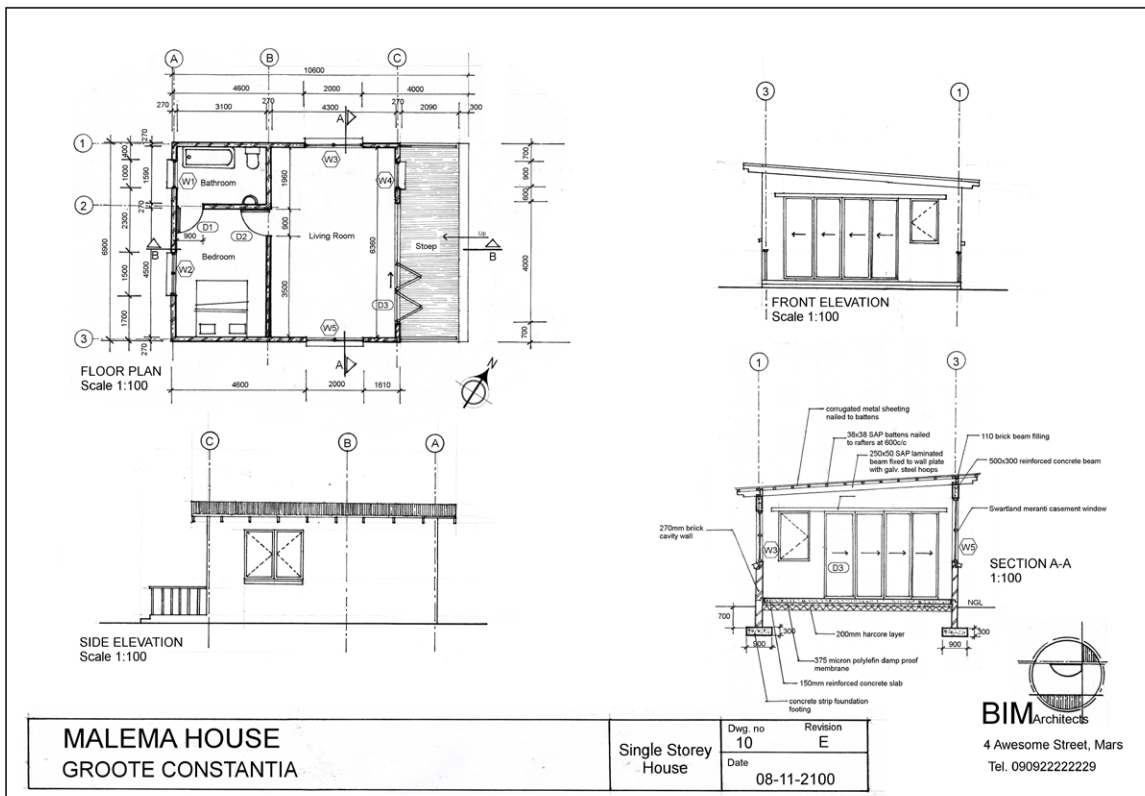 A
B
C
10600
4600
2000
4000
270
3100
270
4300
270
2090
300
A
1
2
3
6900
270
400
1000
1590
2300
270
1500
4500
1700
270
W1
Bathroom
W3
W4
1960
D1
D2
900
900
Living Room
6360
Stoep
Up
B
B
W2
Bedroom
3500
D3
W5
A
700
900
600
4000
700
4600
2000
1610
N
FLOOR PLAN
Scale 1:100
3
1
FRONT ELEVATION
Scale 1:100
C
B
A
SIDE ELEVATION
Scale 1:100
1
3
corrugated metal sheeting
nailed to battens
38x38 SAP battens nailed
to rafters at 600c/c
250x50 SAP laminated
beam fixed to wall plate
with galv. steel hoops
110 brick beam filling
500x300 reinforced concrete beam
Swartland meranti casement window
270mm briick
cavity wall
W3
D3
W5
SECTION A-A
1:100
NGL
700
300
900
300
900
200mm harcore layer
375 micron polylefin damp proof
membrane
150mm reinforced concrete slab
concrete strip foundation
footing
BIM Architects
4 Awesome Street, Mars
Tel. 090922222229
MALEMA HOUSE
GROOTE CONSTANTIA
Single Storey
House
Dwg. no
10
Revision
E
Date
08-11-2100